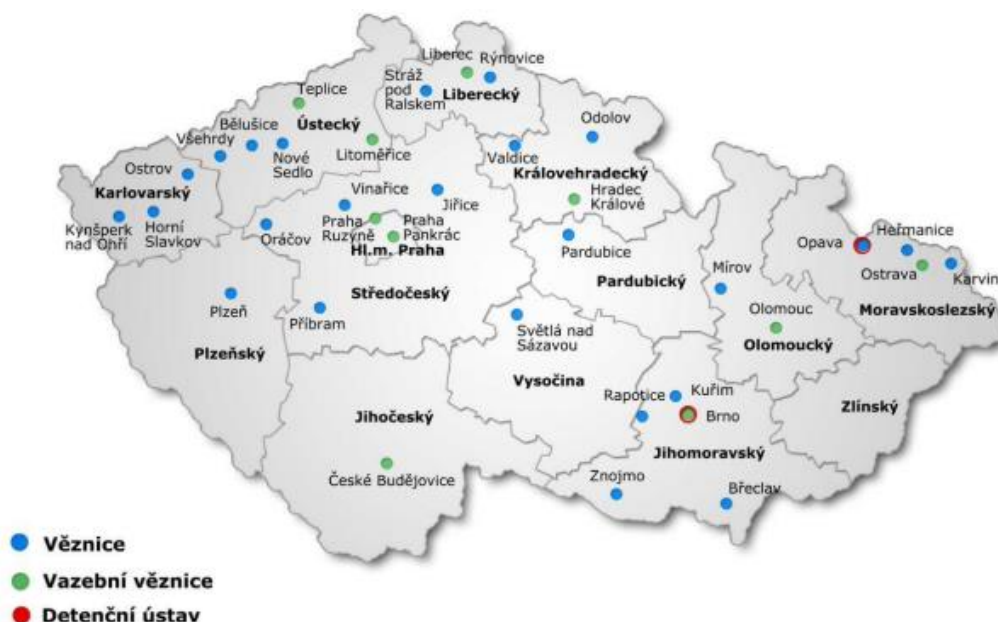 Liberec
Rýnovice
Stráž
pod
Ralskem
Liberecký
Teplice
Ústecký
Odolov
Bělušice
Všehrdy
Nové
Sedlo
Litoměřice
Valdice
Královehradecký
Ostrov
Karlovarský
Vinařice
Jiřice
Hradec
Králové
Kynšperk
nad Ohří
Horní
Slavkov
Oráčov
Praha
Ruzyně
Praha
Pankrác
Hl.m. Praha
Pardubice
Pardubický
Opava
Heřmanice
Ostrava
Karvin
Moravskoslezský
Mírov
Olomouc
Olomoucký
Středočeský
Plzeň
Příbram
Plzeňský
Světlá nad
Sázavou
Vysočina
Zlínský
Rapotice
Kuřim
Brno
Jihomoravský
Jihočeský
České Budějovice
Znojmo
Břeclav
Věznice
Vazební věznice
Detenční ústav